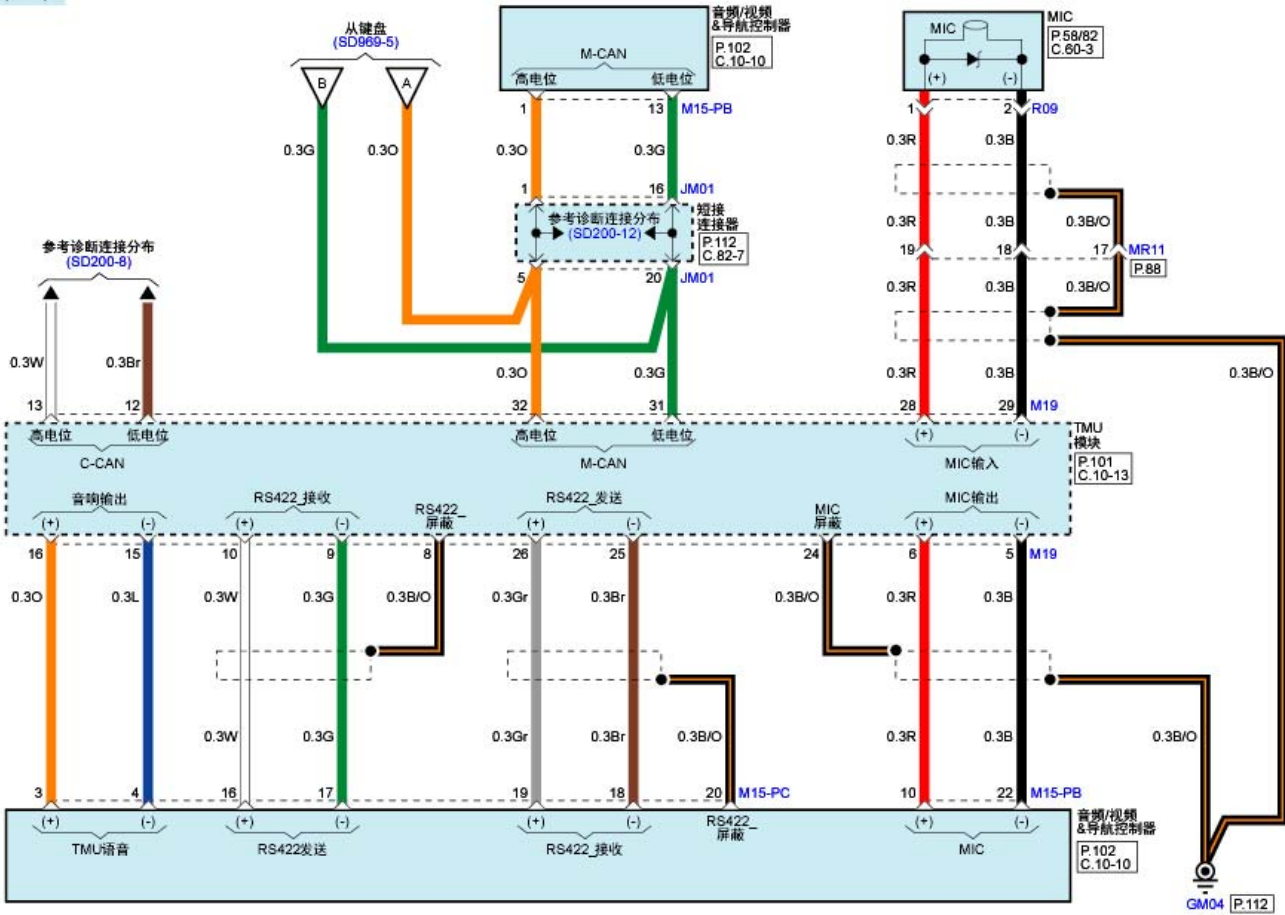 从键盘
(SD969-5)
B
A
0.3G
0.3O
音频/视频
&导航控制器
P.102
C.10-10
M-CAN
高电位
低电位
1
13
M15-PB
0.3O
0.3G
1
16
JM01
参考诊断连接分布
(SD200-12)
短接
连接器
P.112
C.82-7
5
20
JM01
0.3O
0.3G
MIC
MIC
P.58/82
C.60-3
(+)
(-)
1
2
R09
0.3R
0.3B
0.3R
0.3B
0.3B/O
19
18
17
MR11
P.88
0.3R
0.3B
0.3B/O
0.3R
0.3B
0.3B/O
参考诊断连接分布
(SD200-8)
0.3W
0.3Br
13
12
32
31
28
29
M19
高电位
低电位
高电位
低电位
(+)
(-)
C-CAN
M-CAN
MIC输入
TMU
模块
P.101
C.10-13
音响输出
RS422_接收
RS422_
屏蔽
RS422_发送
MIC
屏蔽
MIC输出
(+)
(-)
(+)
(-)
(+)
(-)
(+)
(-)
16
15
10
9
8
26
25
24
6
5
M19
0.3O
0.3L
0.3W
0.3G
0.3B/O
0.3Gr
0.3Br
0.3B/O
0.3R
0.3B
0.3W
0.3G
0.3Gr
0.3Br
0.3B/O
0.3R
0.3B
0.3B/O
3
4
16
17
19
18
20
M15-PC
10
22
M15-PB
(+)
(-)
(+)
(-)
(+)
(-)
RS422_
屏蔽
(+)
(-)
TMU语音
RS422发送
RS422_接收
MIC
音频/视频
&导航控制器
P.102
C.10-10
GM04
P.112